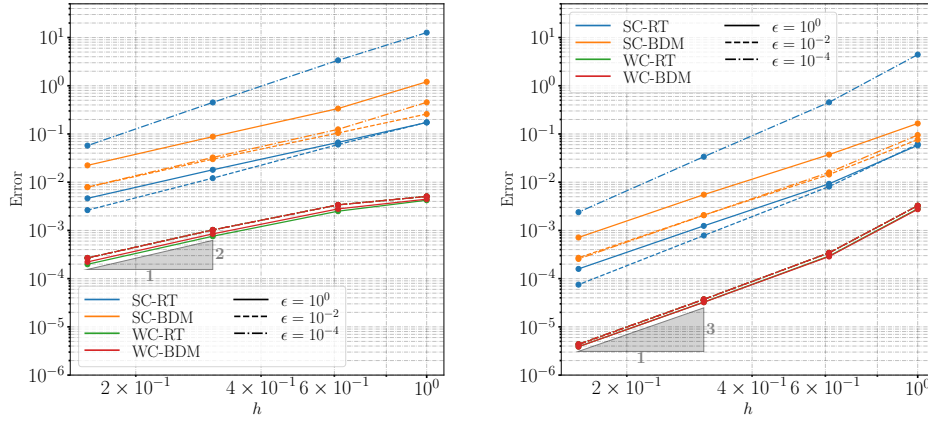 10^1
10^0
10^-1
10^-2
10^-3
10^-4
10^-5
10^-6
Error
2
1
SC-RT
SC-BDM
WC-RT
WC-BDM
ϵ = 10^0
ϵ = 10^-2
ϵ = 10^-4
2 × 10^-1
4 × 10^-1
6 × 10^-1
10^0
h
SC-RT
SC-BDM
WC-RT
WC-BDM
ϵ = 10^0
ϵ = 10^-2
ϵ = 10^-4
10^1
10^0
10^-1
10^-2
10^-3
10^-4
10^-5
10^-6
Error
3
1
2 × 10^-1
4 × 10^-1
6 × 10^-1
10^0
h